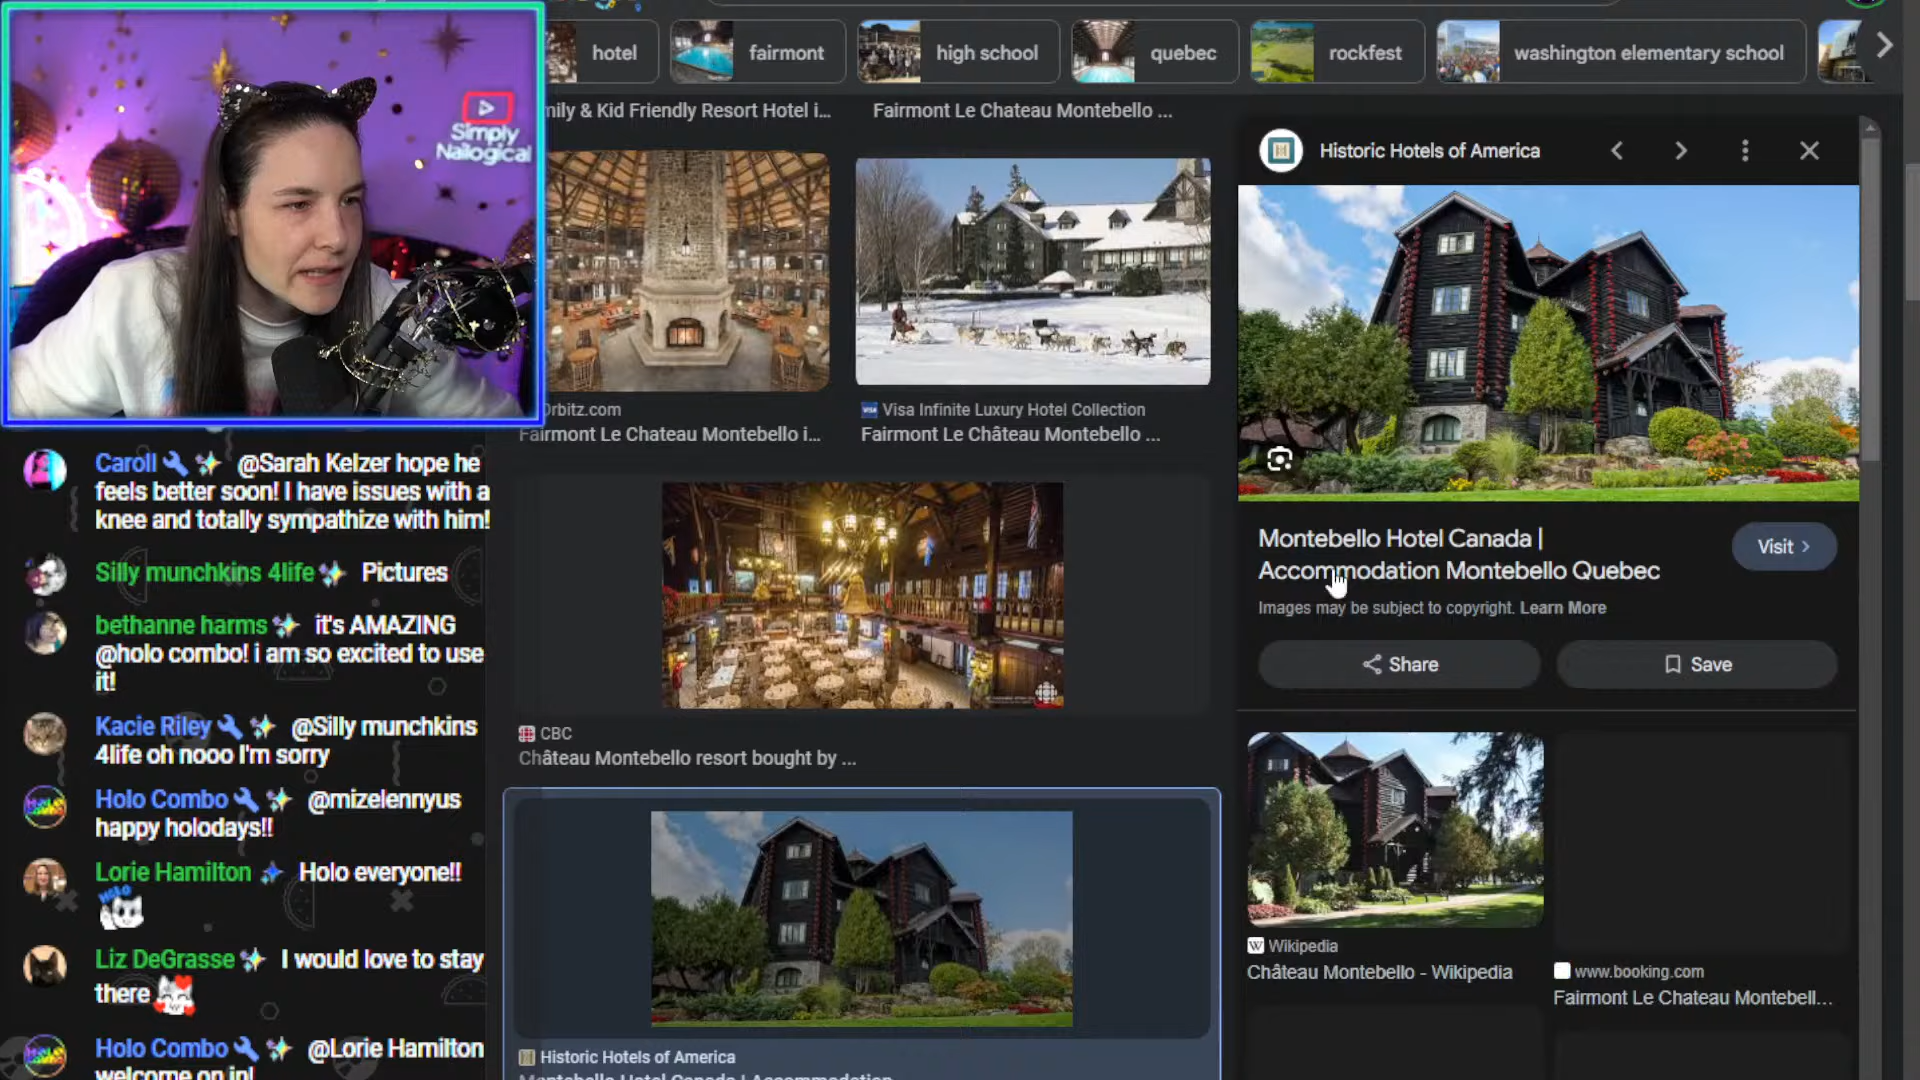 Simply
Nailogical
hotel
fairmont
high school
quebec
rockfest
washington elementary school
mily & Kid Friendly Resort Hotel i...
Fairmont Le Chateau Montebello ...
Historic Hotels of America
Orbitz.com
Fairmont Le Chateau Montebello i...
VISA Visa Infinite Luxury Hotel Collection
Fairmont Le Château Montebello ...
CBC
Château Montebello resort bought by ...
Historic Hotels of America
Montebello Hotel Canada | Accommodation
Montebello Hotel Canada |
Accommodation Montebello Quebec
Visit
Images may be subject to copyright. Learn More
Share
Save
W Wikipedia
Château Montebello - Wikipedia
www.booking.com
Fairmont Le Chateau Montebell...
Caroll @Sarah Kelzer hope he
feels better soon! I have issues with a
knee and totally sympathize with him!
Silly munchkins 4life Pictures
bethanne harms it's AMAZING
@holo combo! i am so excited to use
it!
Kacie Riley @Silly munchkins
4life oh nooo I'm sorry
Holo Combo @mizelennyus
happy holodays!!
Lorie Hamilton Holo everyone!!
HOLO
Liz DeGrasse I would love to stay
there
Holo Combo @Lorie Hamilton
welcome on in!